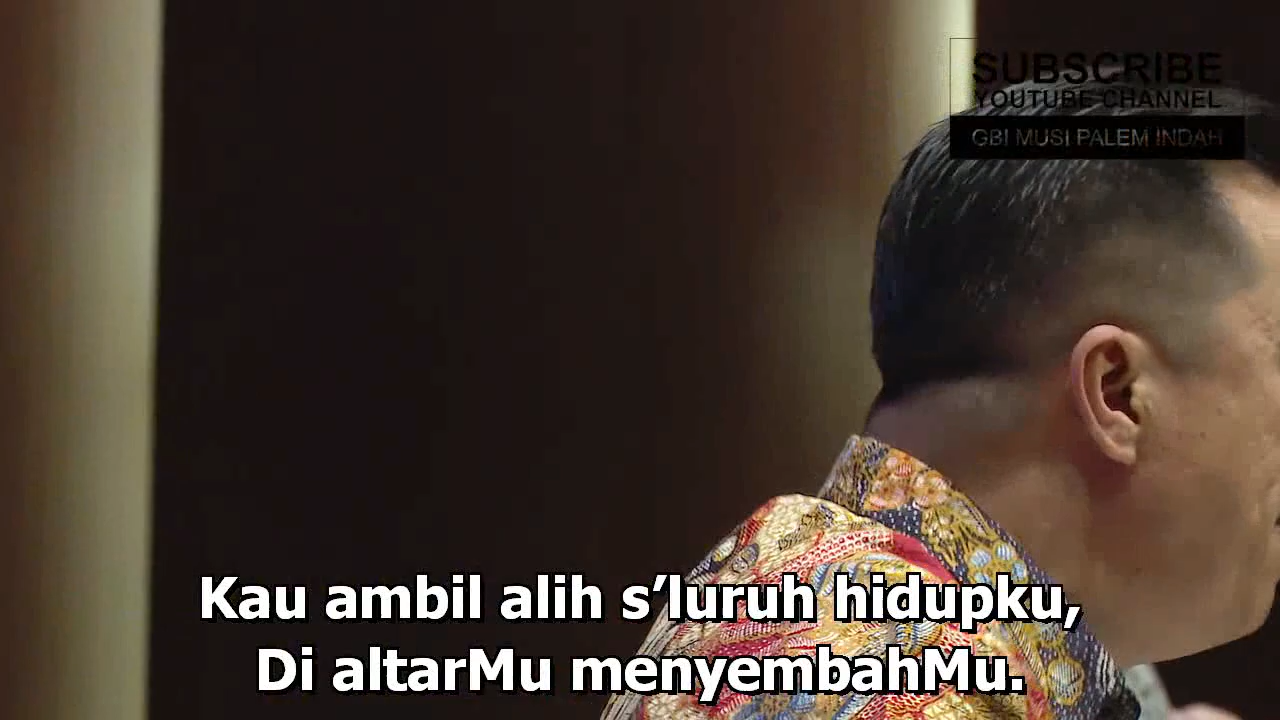 SUBSCRIBE
YOUTUBE CHANNEL
GBI MUSI PALEM INDAH
Kau ambil alih s’luruh hidupku,
Di altarMu menyembahMu.